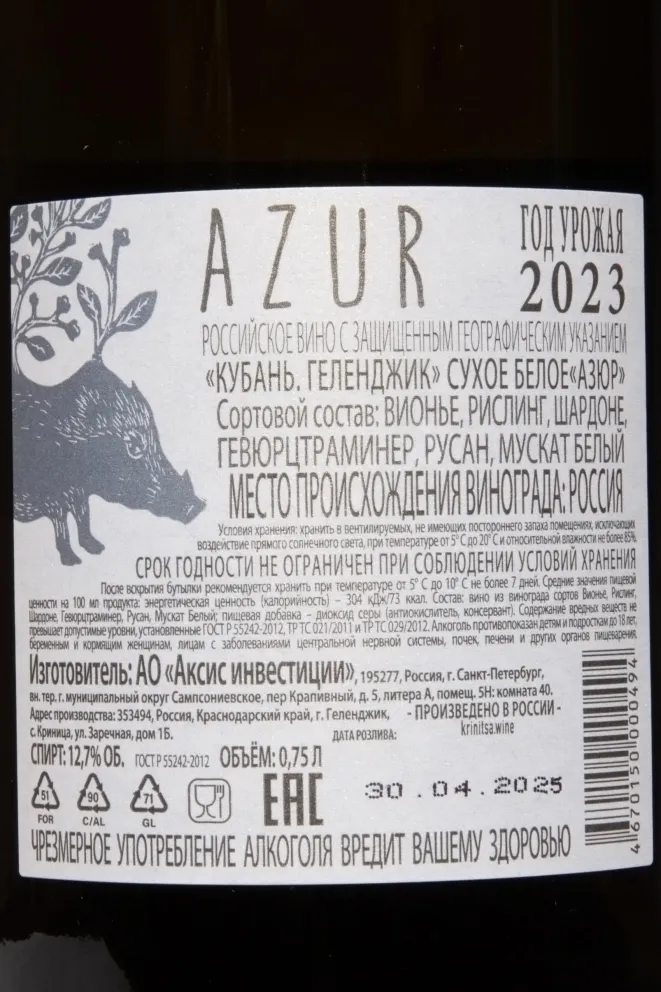 AZUR
ГОД УРОЖАЯ
2023
РОССИЙСКОЕ ВИНО С ЗАЩИЩЕННЫМ ГЕОГРАФИЧЕСКИМ УКАЗАНИЕМ
«КУБАНЬ. ГЕЛЕНДЖИК» СУХОЕ БЕЛОЕ«АЗЮР»
Сортовой состав: ВИОНЬЕ, РИСЛИНГ, ШАРДОНЕ,
ГЕВЮРЦТРАМИНЕР, РУСАН, МУСКАТ БЕЛЫЙ
МЕСТО ПРОИСХОЖДЕНИЯ ВИНОГРАДА: РОССИЯ
Условия хранения: хранить в вентилируемых, не имеющих постороннего запаха помещениях, исключающих
воздействие прямого солнечного света, при температуре от 5° С до 20° С и относительной влажности не более 85%.
СРОК ГОДНОСТИ НЕ ОГРАНИЧЕН ПРИ СОБЛЮДЕНИИ УСЛОВИЙ ХРАНЕНИЯ
После вскрытия бутылки рекомендуется хранить при температуре от 5° С до 10° С не более 7 дней. Средние значения пищевой
ценности на 100 мл продукта: энергетическая ценность (калорийность) – 304 кДж/73 ккал. Состав: вино из винограда сортов Вионье, Рислинг,
Шардоне, Гевюрцтраминер, Русан, Мускат Белый; пищевая добавка – диоксид серы (антиокислитель, консервант). Содержание вредных веществ не
превышает допустимые уровни, установленные ГОСТ Р 55242-2012, ТР ТС 021/2011 и ТР ТС 029/2012. Алкоголь противопоказан детям и подросткам до 18 лет,
беременным и кормящим женщинам, лицам с заболеваниями центральной нервной системы, почек, печени и других органов пищеварения.
Изготовитель: АО «Аксис инвестиции», 195277, Россия, г. Санкт-Петербург,
вн. тер. г. муниципальный округ Сампсониевское, пер Крапивный, д. 5, литера А, помещ. 5Н: комната 40.
Адрес производства: 353494, Россия, Краснодарский край, г. Геленджик,
с. Криница, ул. Заречная, дом 1Б.
- ПРОИЗВЕДЕНО В РОССИИ -
krinitsa.wine
ДАТА РОЗЛИВА:
СПИРТ: 12,7% ОБ. ГОСТ Р 55242-2012 ОБЪЁМ: 0,75 Л
30.04.2025
51
FOR
90
C/AL
71
GL
EAC
4 670150 000494
ЧРЕЗМЕРНОЕ УПОТРЕБЛЕНИЕ АЛКОГОЛЯ ВРЕДИТ ВАШЕМУ ЗДОРОВЬЮ